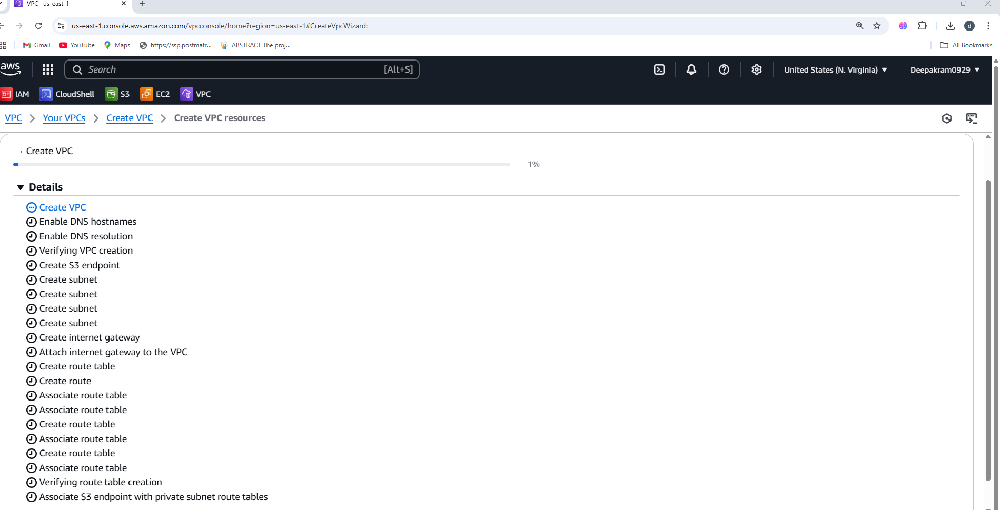 VPC | us-east-1
us-east-1.console.aws.amazon.com/vpcconsole/home?region=us-east-1#CreateVpcWizard:
d
Gmail YouTube Maps https://ssp.postmatr... ABSTRACT The proj... All Bookmarks
aws Search [Alt+S] United States (N. Virginia) Deepakram0929
IAM CloudShell S3 EC2 VPC
VPC Your VPCs Create VPC Create VPC resources
Create VPC
1%
Details
Create VPC
Enable DNS hostnames
Enable DNS resolution
Verifying VPC creation
Create S3 endpoint
Create subnet
Create subnet
Create subnet
Create subnet
Create internet gateway
Attach internet gateway to the VPC
Create route table
Create route
Associate route table
Associate route table
Create route table
Associate route table
Create route table
Associate route table
Verifying route table creation
Associate S3 endpoint with private subnet route tables